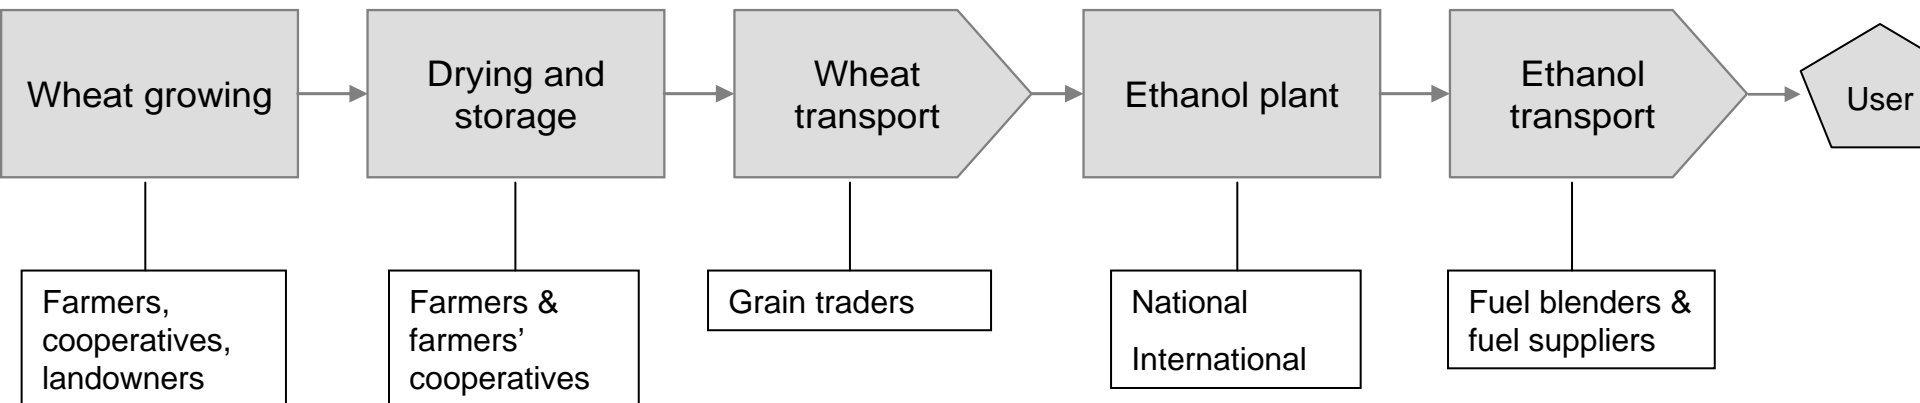 Wheat growing
Drying and
storage
Wheat
transport
Ethanol plant
Ethanol
transport
User
Farmers,
cooperatives,
landowners
Farmers &
farmers’
cooperatives
Grain traders
National
International
Fuel blenders &
fuel suppliers